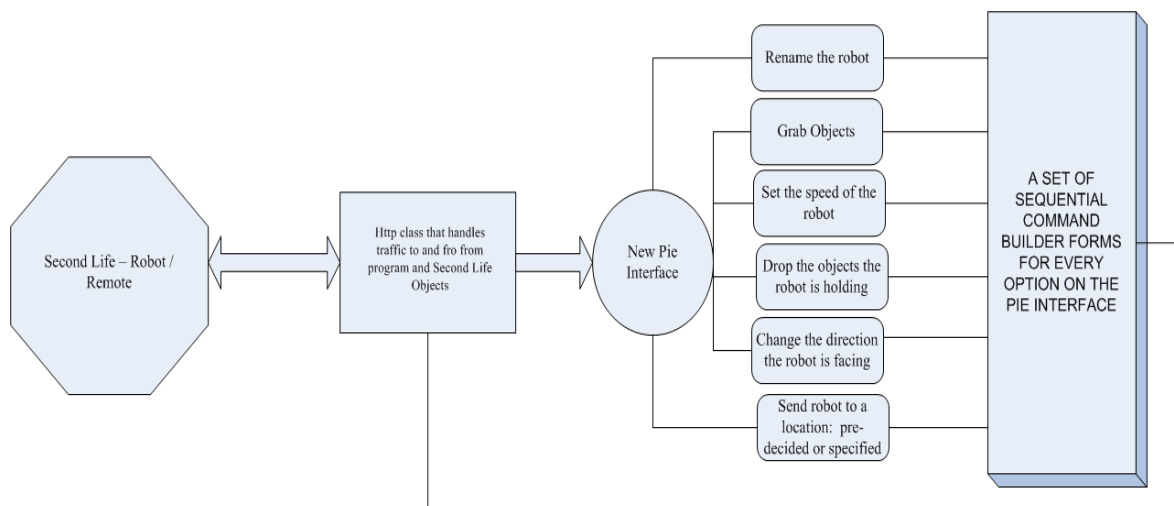 Second Life – Robot /
Remote
Http class that handles
traffic to and fro from
program and Second Life
Objects
New Pie
Interface
Rename the robot
Grab Objects
Set the speed of the
robot
Drop the objects the
robot is holding
Change the direction
the robot is facing
Send robot to a
location:  pre-
decided or specified
A SET OF
SEQUENTIAL
COMMAND
BUILDER FORMS
FOR EVERY
OPTION ON THE
PIE INTERFACE